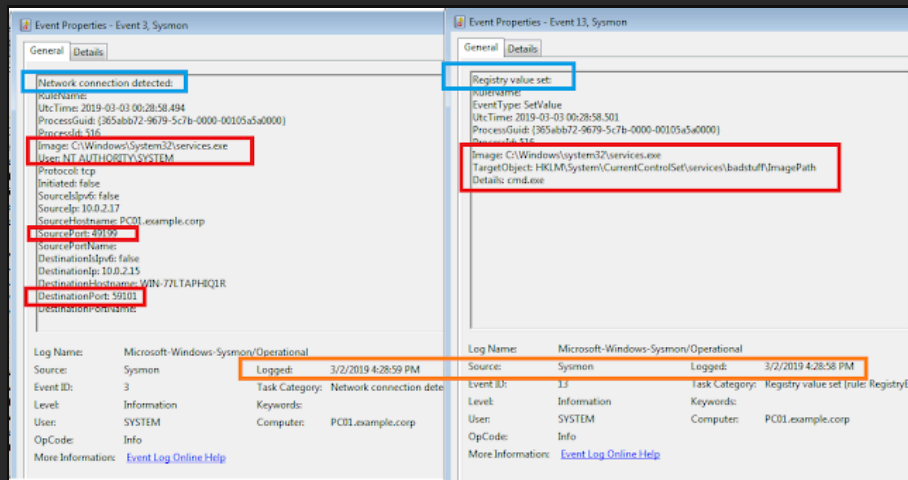 Event Properties - Event 3, Sysmon
General Details
Network connection detected:
RuleName:
UtcTime: 2019-03-03 00:28:58.494
ProcessGuid: {365abb72-9679-5c7b-0000-00105a5a0000}
ProcessId: 516
Image: C:\Windows\System32\services.exe
User: NT AUTHORITY\SYSTEM
Protocol: tcp
Initiated: false
SourceIsIpv6: false
SourceIp: 10.0.2.17
SourceHostname: PC01.example.corp
SourcePort: 49199
SourcePortName:
DestinationIsIpv6: false
DestinationIp: 10.0.2.15
DestinationHostname: WIN-77LTAPHIQ1R
DestinationPort: 59101
DestinationPortName:
Log Name: Microsoft-Windows-Sysmon/Operational
Source: Sysmon Logged: 3/2/2019 4:28:59 PM
Event ID: 3 Task Category: Network connection dete
Level: Information Keywords:
User: SYSTEM Computer: PC01.example.corp
OpCode: Info
More Information: Event Log Online Help
Event Properties - Event 13, Sysmon
General Details
Registry value set:
RuleName:
EventType: SetValue
UtcTime: 2019-03-03 00:28:58.501
ProcessGuid: {365abb72-9679-5c7b-0000-00105a5a0000}
ProcessId: 516
Image: C:\Windows\system32\services.exe
TargetObject: HKLM\System\CurrentControlSet\services\badstuff\ImagePath
Details: cmd.exe
Log Name: Microsoft-Windows-Sysmon/Operational
Source: Sysmon Logged: 3/2/2019 4:28:58 PM
Event ID: 13 Task Category: Registry value set (rule: RegistryE
Level: Information Keywords:
User: SYSTEM Computer: PC01.example.corp
OpCode: Info
More Information: Event Log Online Help